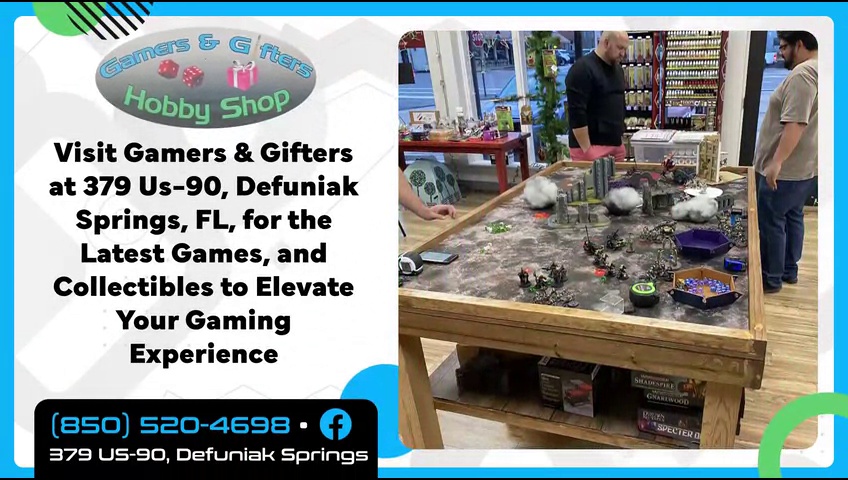 Gamers & Gifters
Hobby Shop
Visit Gamers & Gifters
at 379 Us-90, Defuniak
Springs, FL, for the
Latest Games, and
Collectibles to Elevate
Your Gaming
Experience
(850) 520-4698 •
379 US-90, Defuniak Springs
SHADESPIRE
GNARLWOOD